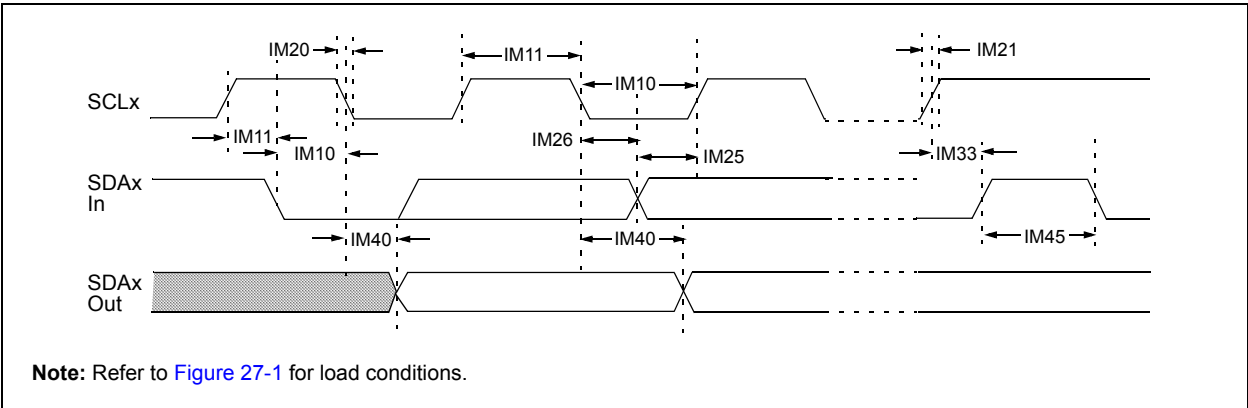 IM20
IM11
IM21
IM10
SCLx
IM11
IM26
IM10
IM25
IM33
SDAx
In
IM40
IM40
IM45
SDAx
Out
Note: Refer to Figure 27-1 for load conditions.